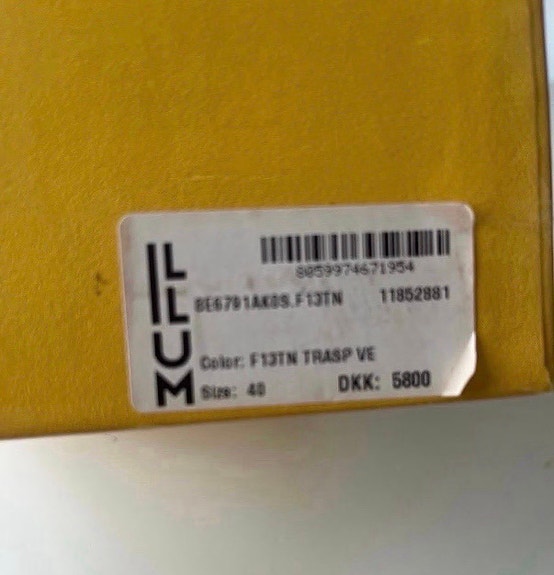 ILLUM
8059974671954
8E6791AK0S.F13TN 11852881
Color: F13TN TRASP VE
Size: 40 DKK: 5800